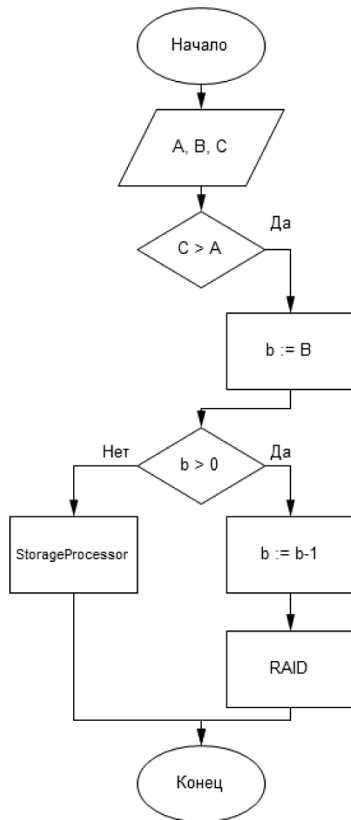 Начало
A, B, C
C > A
Да
b := B
Нет
b > 0
Да
StorageProcessor
b := b-1
RAID
Конец